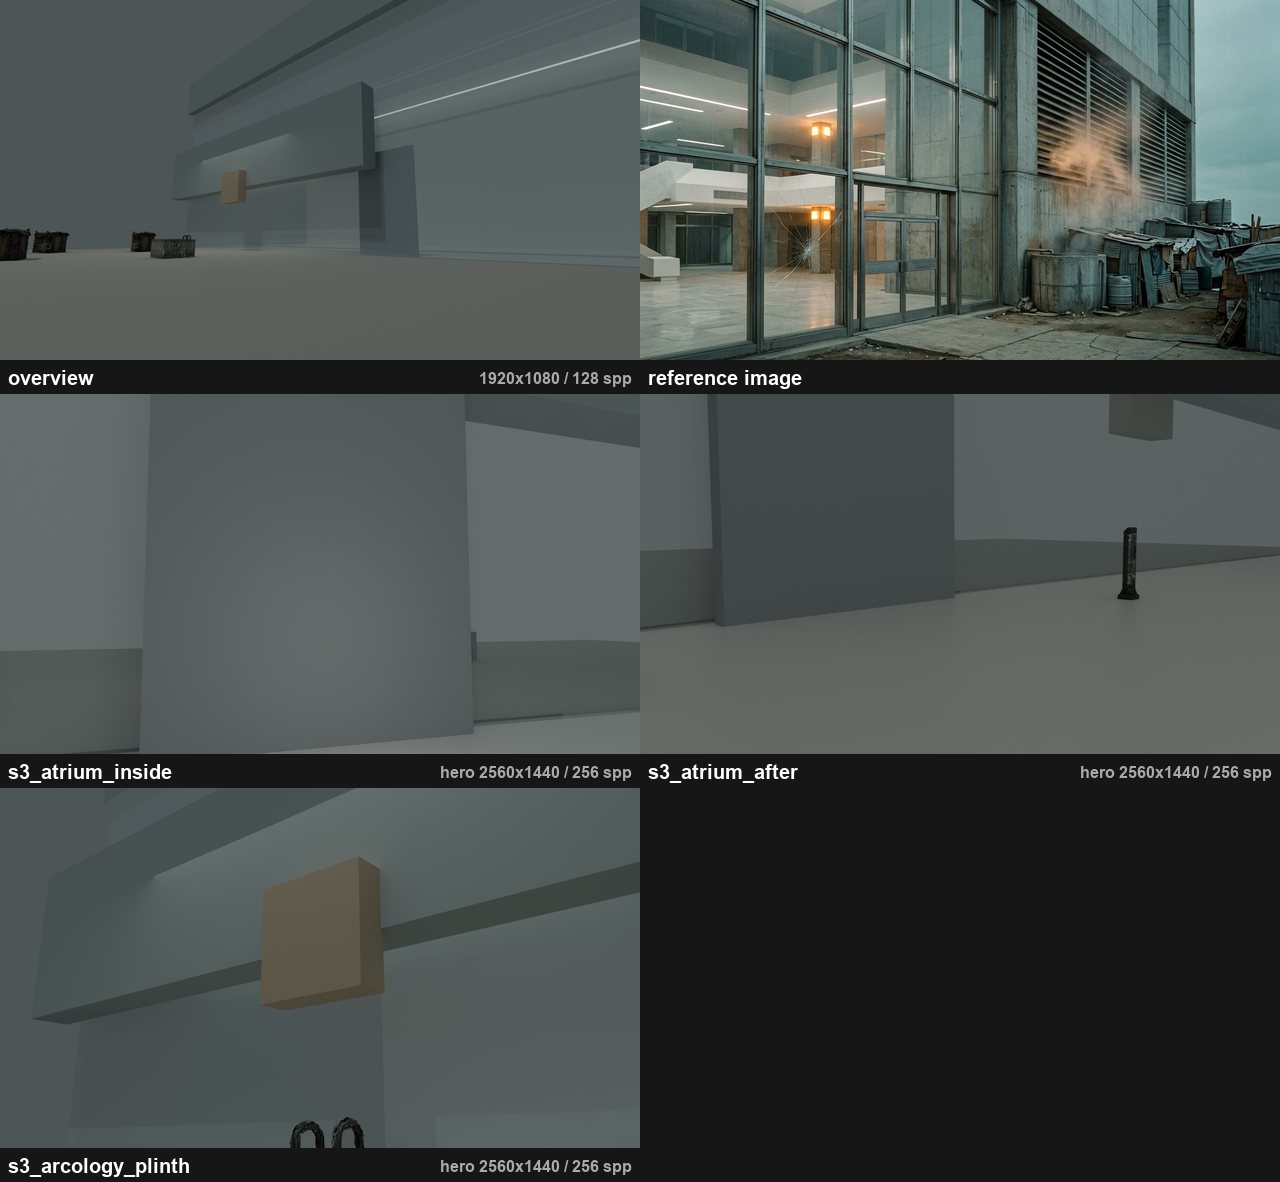 overview
1920x1080 / 128 spp
reference image
s3_atrium_inside
hero 2560x1440 / 256 spp
s3_atrium_after
hero 2560x1440 / 256 spp
s3_arcology_plinth
hero 2560x1440 / 256 spp